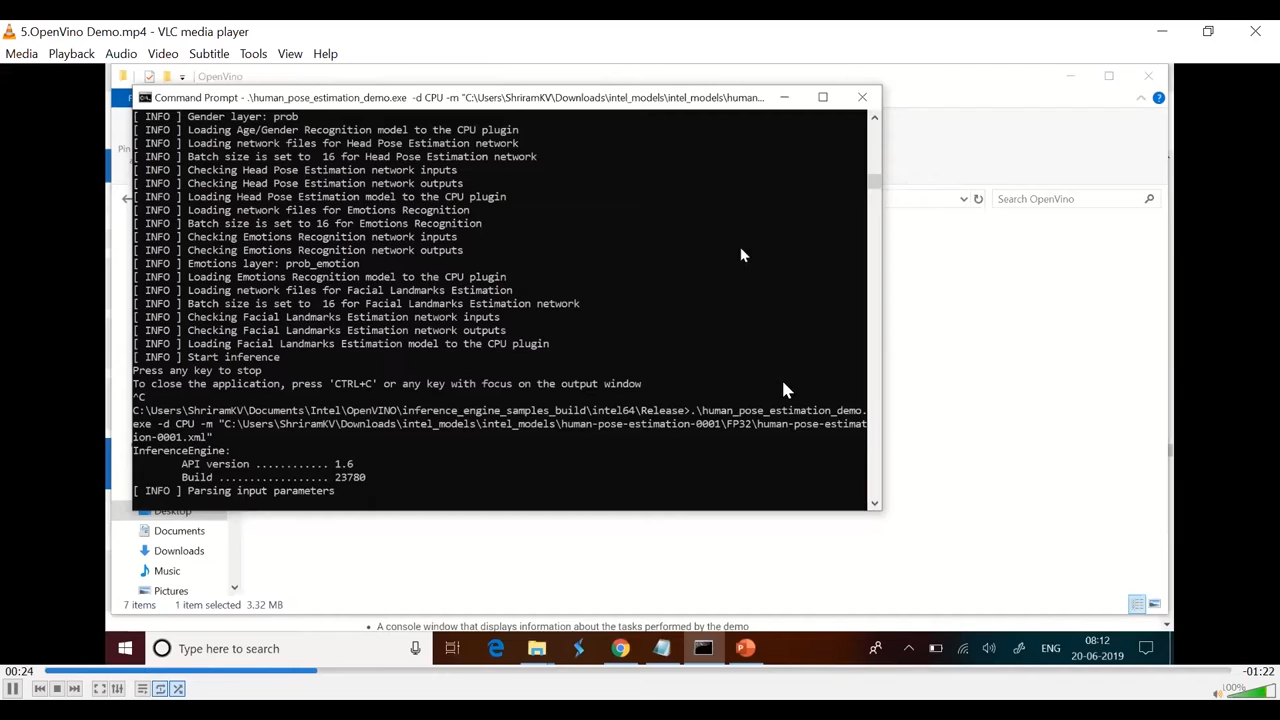 5.OpenVino Demo.mp4 - VLC media player
Media Playback Audio Video Subtitle Tools View Help
OpenVino
Command Prompt - .\human_pose_estimation_demo.exe -d CPU -m "C:\Users\ShriramKV\Downloads\intel_models\intel_models\human...
Pin
[ INFO ] Gender layer: prob
[ INFO ] Loading Age/Gender Recognition model to the CPU plugin
[ INFO ] Loading network files for Head Pose Estimation network
[ INFO ] Batch size is set to 16 for Head Pose Estimation network
[ INFO ] Checking Head Pose Estimation network inputs
[ INFO ] Checking Head Pose Estimation network outputs
[ INFO ] Loading Head Pose Estimation model to the CPU plugin
[ INFO ] Loading network files for Emotions Recognition
[ INFO ] Batch size is set to 16 for Emotions Recognition
[ INFO ] Checking Emotions Recognition network inputs
[ INFO ] Checking Emotions Recognition network outputs
[ INFO ] Emotions layer: prob_emotion
[ INFO ] Loading Emotions Recognition model to the CPU plugin
[ INFO ] Loading network files for Facial Landmarks Estimation
[ INFO ] Batch size is set to 16 for Facial Landmarks Estimation network
[ INFO ] Checking Facial Landmarks Estimation network inputs
[ INFO ] Checking Facial Landmarks Estimation network outputs
[ INFO ] Loading Facial Landmarks Estimation model to the CPU plugin
[ INFO ] Start inference
Press any key to stop
To close the application, press 'CTRL+C' or any key with focus on the output window
^C
C:\Users\ShriramKV\Documents\Intel\OpenVINO\inference_engine_samples_build\intel64\Release>.\human_pose_estimation_demo.
exe -d CPU -m "C:\Users\ShriramKV\Downloads\intel_models\intel_models\human-pose-estimation-0001\FP32\human-pose-estimat
ion-0001.xml"
InferenceEngine:
API version ............ 1.6
Build .................. 23780
[ INFO ] Parsing input parameters
Search OpenVino
Desktop
Documents
Downloads
Music
Pictures
7 items 1 item selected 3.32 MB
• A console window that displays information about the tasks performed by the demo
Type here to search
ENG
08:12
20-06-2019
00:24
-01:22
100%